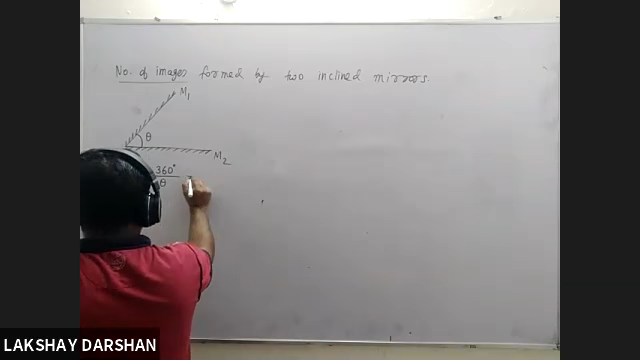 No. of images formed by two inclined mirrors.
M1
θ
M2
360°
θ
LAKSHAY DARSHAN